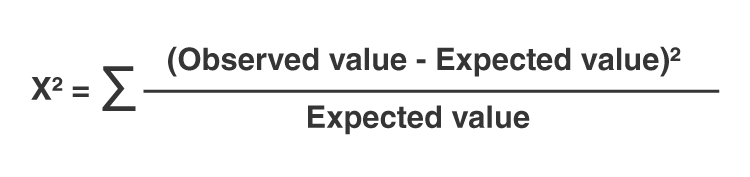 (Observed value - Expected value)²
X² = ∑
Expected value